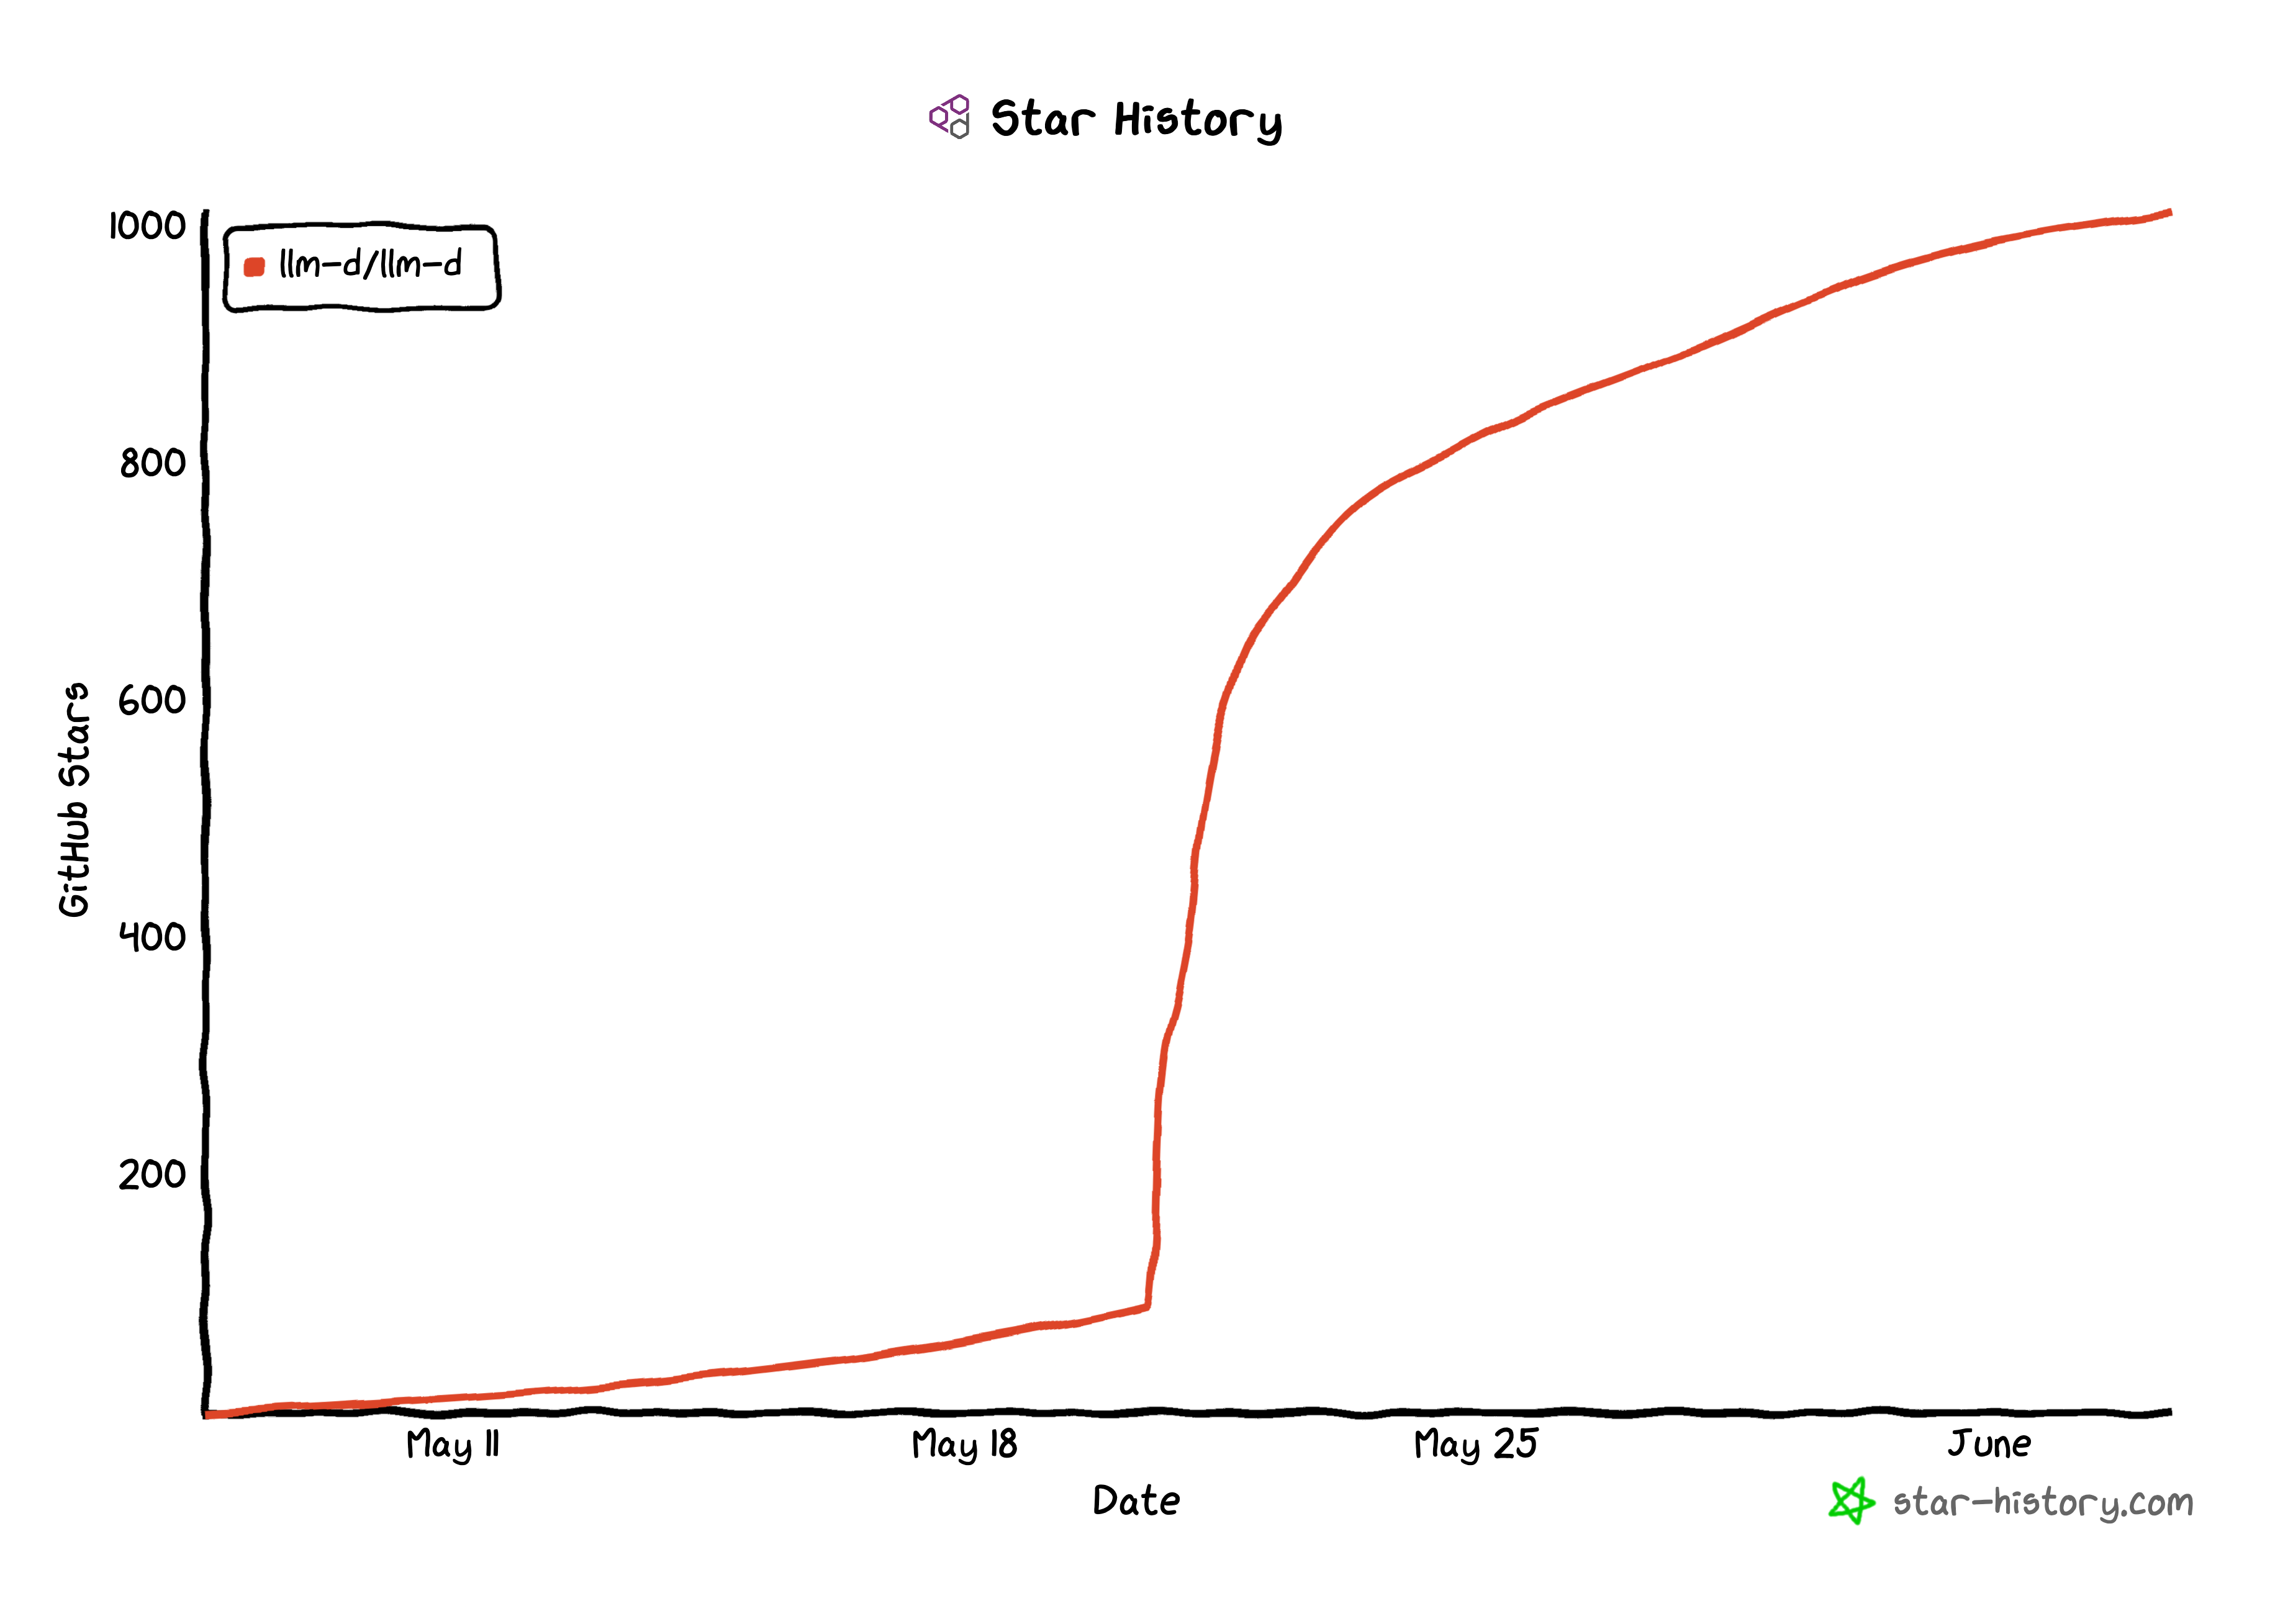 Star History
1000
800
600
400
200
llm-d/llm-d
GitHub Stars
May 11
May 18
May 25
June
Date
star-history.com